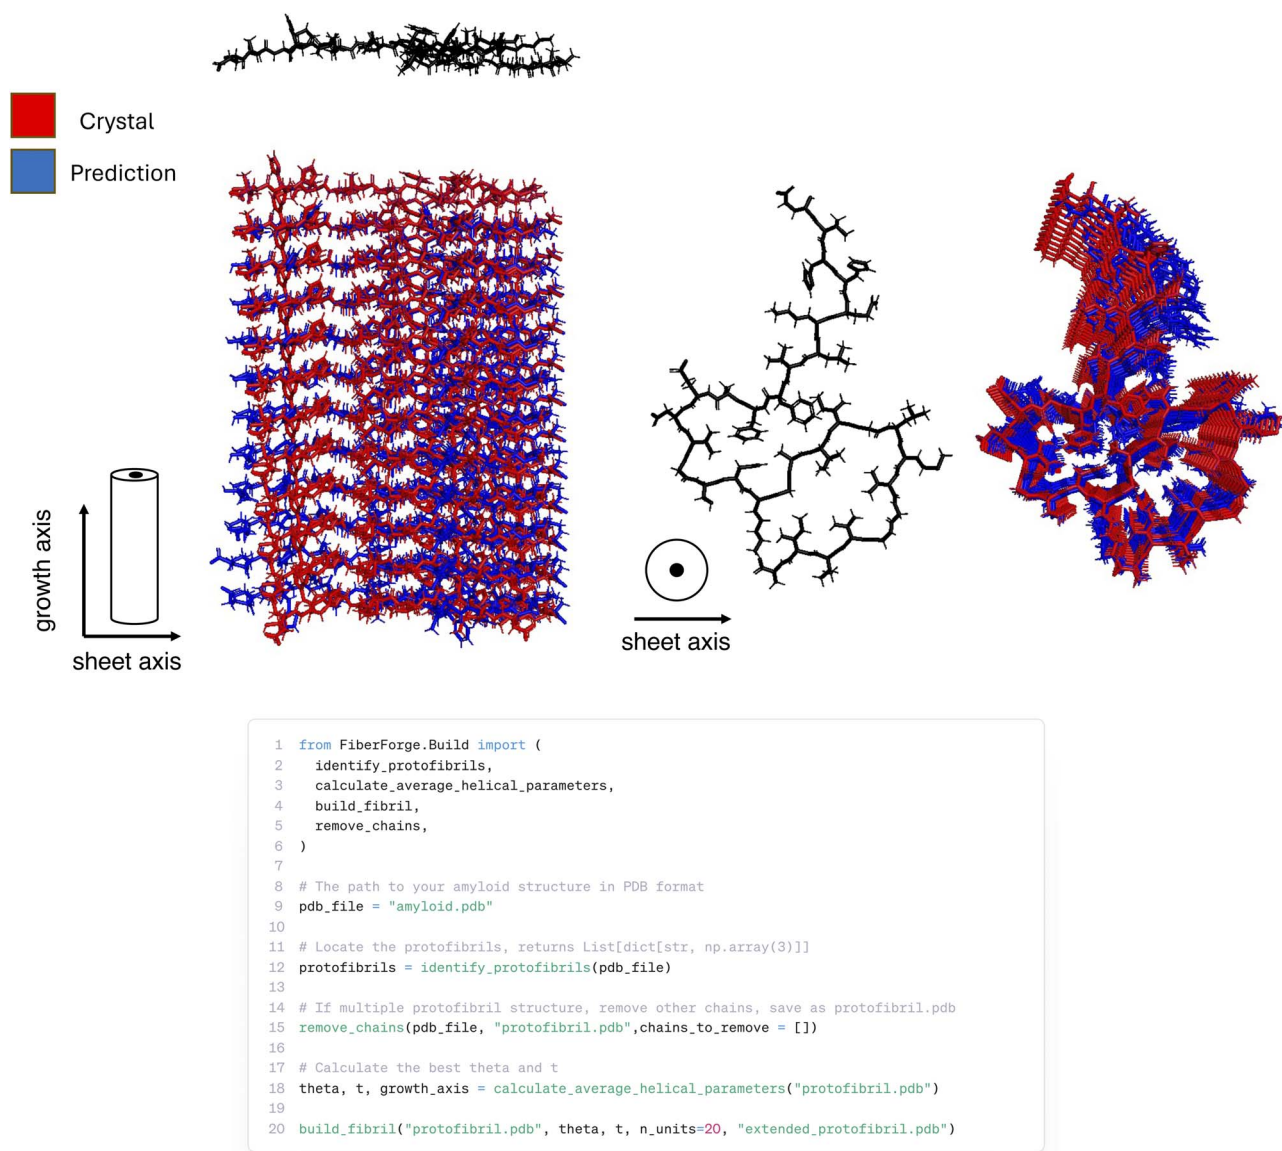 Crystal
Prediction
growth axis
sheet axis
sheet axis
1 from FiberForge.Build import (
2   identify_protofibrils,
3   calculate_average_helical_parameters,
4   build_fibril,
5   remove_chains,
6 )
7
8 # The path to your amyloid structure in PDB format
9 pdb_file = "amyloid.pdb"
10
11 # Locate the protofibrils, returns List[dict[str, np.array(3)]]
12 protofibrils = identify_protofibrils(pdb_file)
13
14 # If multiple protofibril structure, remove other chains, save as protofibril.pdb
15 remove_chains(pdb_file, "protofibril.pdb",chains_to_remove = [])
16
17 # Calculate the best theta and t
18 theta, t, growth_axis = calculate_average_helical_parameters("protofibril.pdb")
19
20 build_fibril("protofibril.pdb", theta, t, n_units=20, "extended_protofibril.pdb")